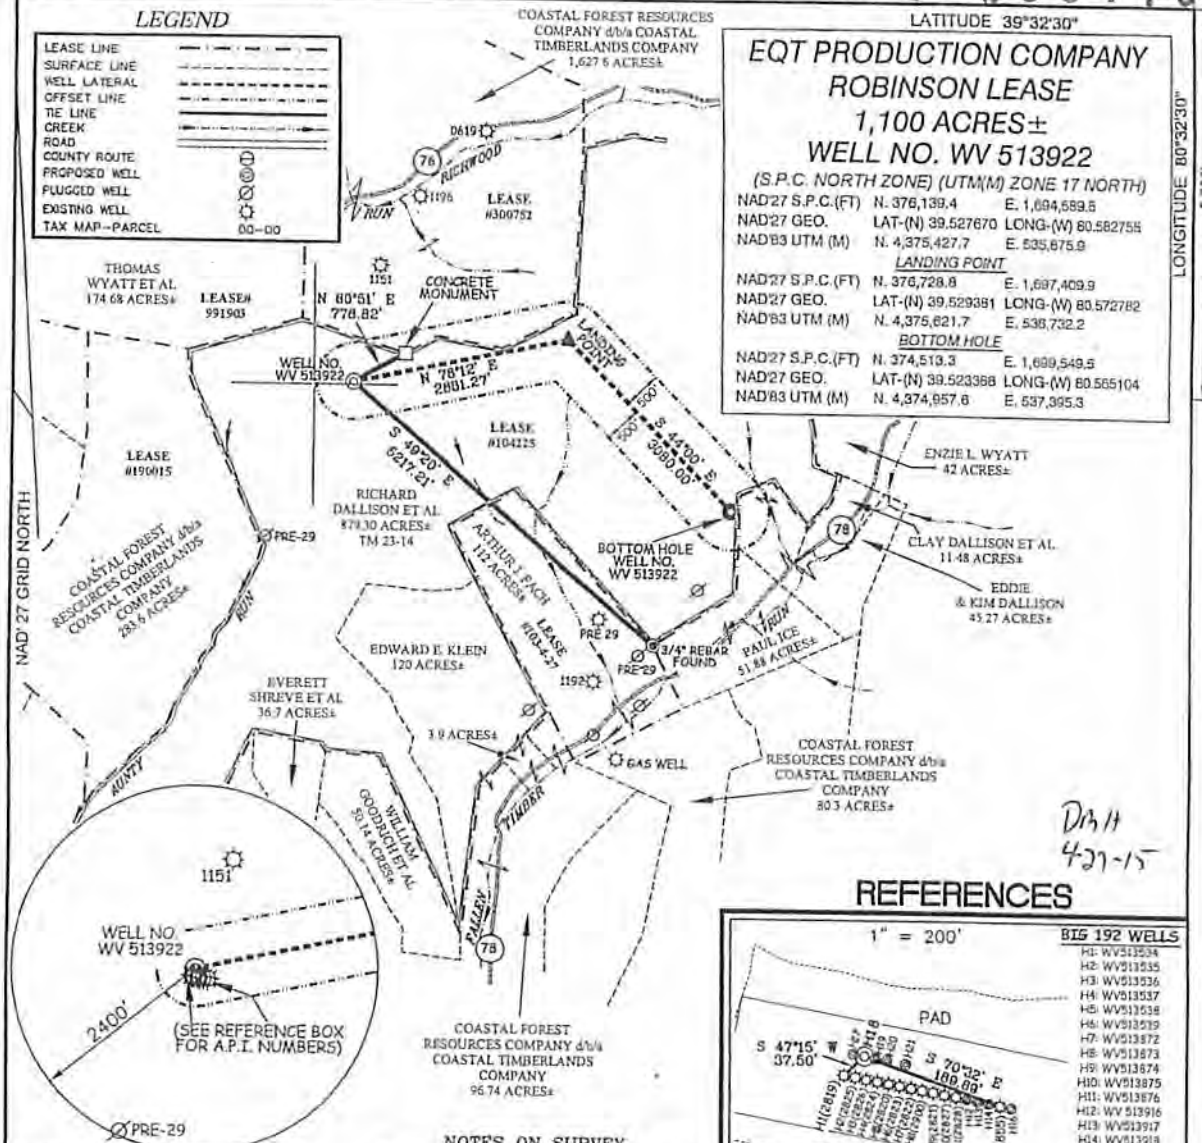 LEGEND
LEASE LINE
SURFACE LINE
WELL LATERAL
OFFSET LINE
TIE LINE
CREEK
ROAD
COUNTY ROUTE
PROPOSED WELL
PLUGGED WELL
EXISTING WELL
TAX MAP-PARCEL 00-00
COASTAL FOREST RESOURCES
COMPANY d/b/a COASTAL
TIMBERLANDS COMPANY
1,627.6 ACRES±
LATITUDE 39°32'30"
LONGITUDE 80°32'30"
EQT PRODUCTION COMPANY
ROBINSON LEASE
1,100 ACRES±
WELL NO. WV 513922
(S.P.C. NORTH ZONE) (UTM(M) ZONE 17 NORTH)
NAD'27 S.P.C.(FT) N. 376,139.4 E. 1,694,589.5
NAD'27 GEO. LAT-(N) 39.527670 LONG-(W) 80.582755
NAD'83 UTM (M) N. 4,375,427.7 E. 535,875.9
LANDING POINT
NAD'27 S.P.C.(FT) N. 376,728.8 E. 1,697,409.9
NAD'27 GEO. LAT-(N) 39.529381 LONG-(W) 80.572782
NAD'83 UTM (M) N. 4,375,621.7 E. 536,732.2
BOTTOM HOLE
NAD'27 S.P.C.(FT) N. 374,513.3 E. 1,699,549.5
NAD'27 GEO. LAT-(N) 39.523368 LONG-(W) 80.565104
NAD'83 UTM (M) N. 4,374,957.6 E. 537,395.3
0619
76
RICHWOOD
RUN
1196
LEASE
#300752
THOMAS
WYATT ET AL
174.68 ACRES±
LEASE#
991903
1151
N 80°51' E
778.82'
CONCRETE
MONUMENT
WELL NO.
WV 513922
N 78°12' E
2881.27'
LANDING
POINT
500'
500'
S 44°00' E
3080.00'
S 49°20' E
6217.21'
LEASE
#104225
LEASE
#190015
ENZIE L. WYATT
42 ACRES±
78
CLAY DALLISON ET AL
11.48 ACRES±
EDDIE
& KIM DALLISON
45.27 ACRES±
RICHARD
DALLISON ET AL
879.30 ACRES±
TM 23-14
PRE-29
COASTAL FOREST
RESOURCES COMPANY d/b/a
COASTAL TIMBERLANDS
COMPANY
283.6 ACRES±
NAD' 27 GRID NORTH
ARTHUR J. PACH
112 ACRES±
BOTTOM HOLE
WELL NO.
WV 513922
LEASE
#103-4-27
PRE 29
3/4" REBAR
FOUND
PRE-29
1192
RUN
PAUL ICE
51.88 ACRES±
EDWARD E. KLEIN
120 ACRES±
EVERETT
SHREVE ET AL
36.7 ACRES±
3.9 ACRES±
GAS WELL
AUNTY
RUN
TIMBER
FALLEN
78
WILLIAM
GOODRICH ET AL
50.14 ACRES±
COASTAL FOREST
RESOURCES COMPANY d/b/a
COASTAL TIMBERLANDS
COMPANY
80.3 ACRES±
4-27-15
1151
WELL NO.
WV 513922
2400'
(SEE REFERENCE BOX
FOR A.P.I. NUMBERS)
PRE-29
COASTAL FOREST
RESOURCES COMPANY d/b/a
COASTAL TIMBERLANDS
COMPANY
96.74 ACRES±
NOTES ON SURVEY
REFERENCES
1" = 200'
PAD
S 47°15' W
37.50'
S 70°32' E
189.89'
BIG 192 WELLS
H1: WV513534
H2: WV513535
H3: WV513536
H4: WV513537
H5: WV513538
H6: WV513539
H7: WV513872
H8: WV513873
H9: WV513874
H10: WV513875
H11: WV513876
H12: WV 513916
H13: WV513917